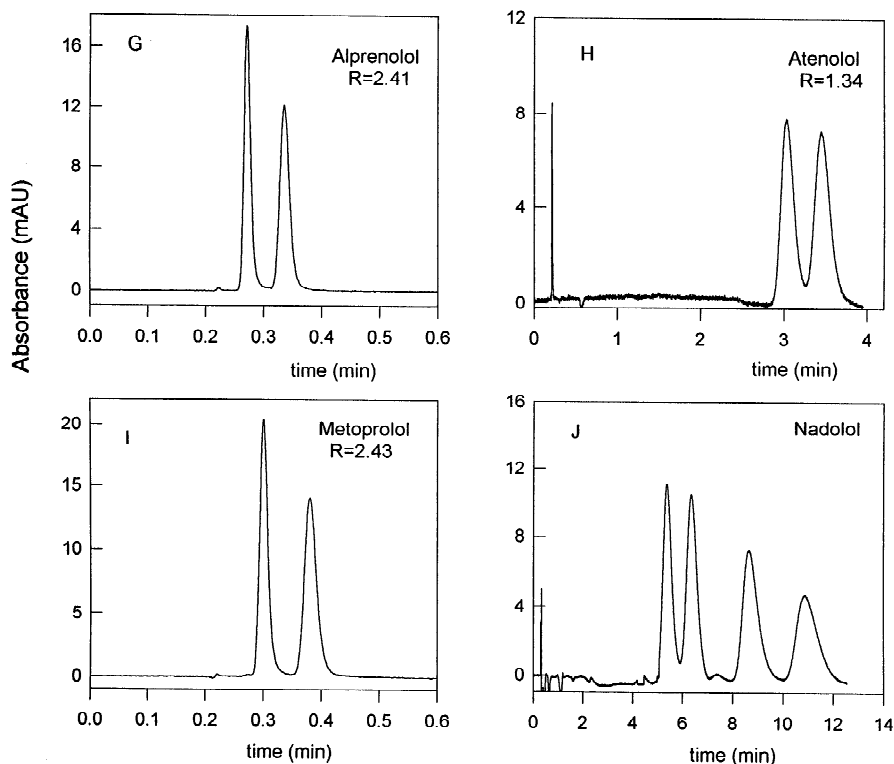 Absorbance (mAU)
G
Alprenolol
R=2.41
16
12
8
4
0
0.0 0.1 0.2 0.3 0.4 0.5 0.6
time (min)
H
Atenolol
R=1.34
12
8
4
0
0 1 2 3 4
time (min)
I
Metoprolol
R=2.43
20
15
10
5
0
0.0 0.1 0.2 0.3 0.4 0.5 0.6
time (min)
J
Nadolol
16
12
8
4
0
0 2 4 6 8 10 12 14
time (min)